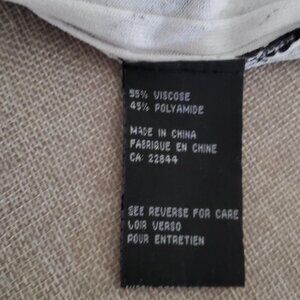 55% VISCOSE
45% POLYAMIDE
MADE IN CHINA
FABRIQUE EN CHINE
CA: 22844
SEE REVERSE FOR CARE
VOIR VERSO
POUR ENTRETIEN